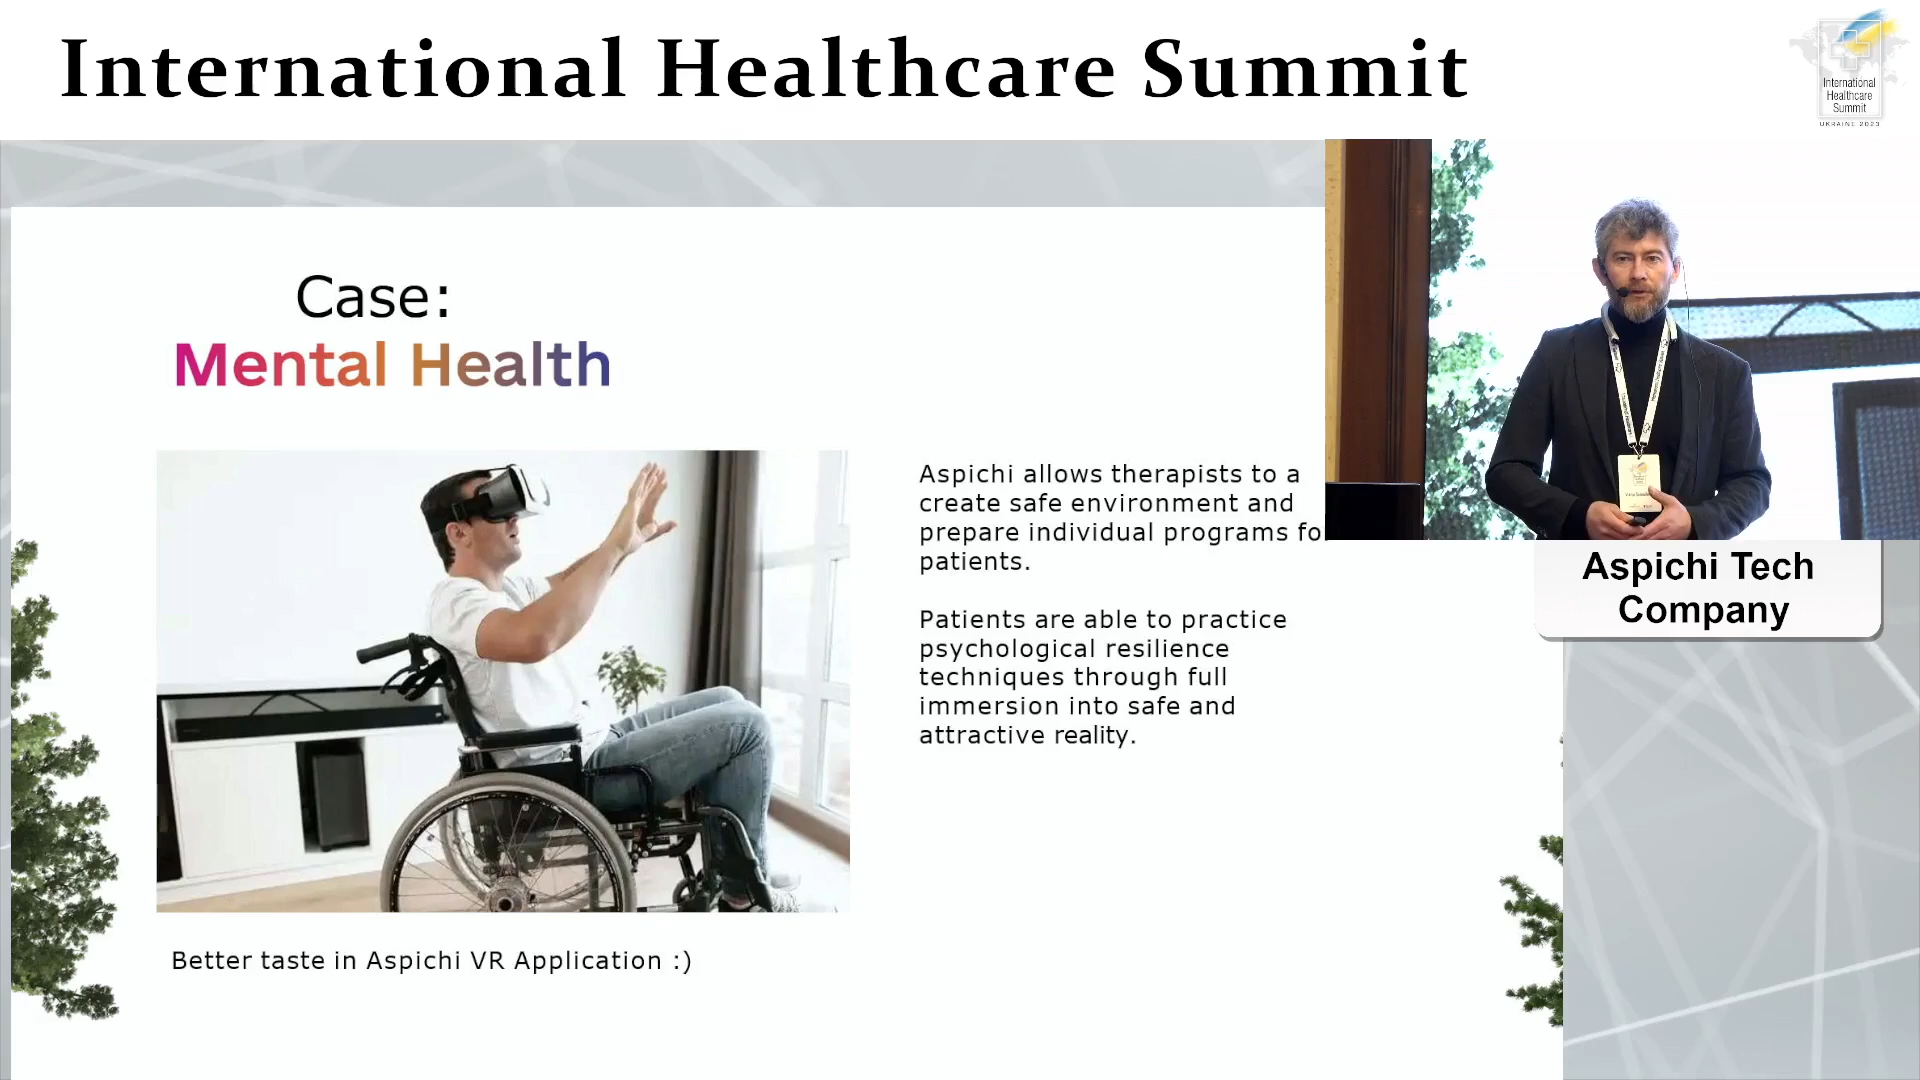 International Healthcare Summit
International
Healthcare
Summit
UKRAINE 2023
Case:
Mental Health
Aspichi allows therapists to a
create safe environment and
prepare individual programs fo
patients.
Patients are able to practice
psychological resilience
techniques through full
immersion into safe and
attractive reality.
Better taste in Aspichi VR Application :)
Aspichi Tech
Company